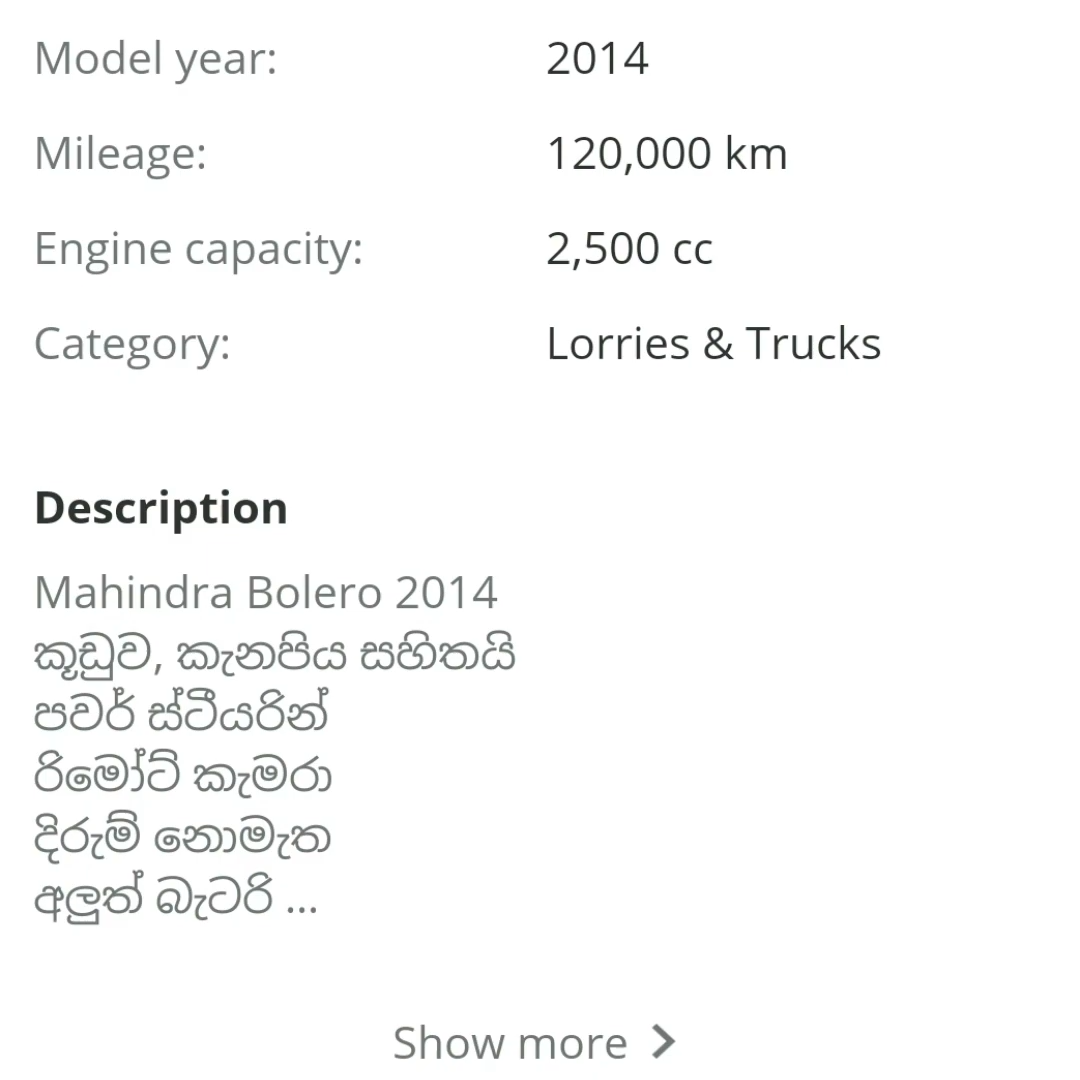 Model year: 2014
Mileage: 120,000 km
Engine capacity: 2,500 cc
Category: Lorries & Trucks
Description
Mahindra Bolero 2014
කූඩුව, කැනපිය සහිතයි
පවර් ස්ටීයරින්
රිමෝට් කැමරා
දිරුම් නොමැත
අලුත් බැටරි ...
Show more